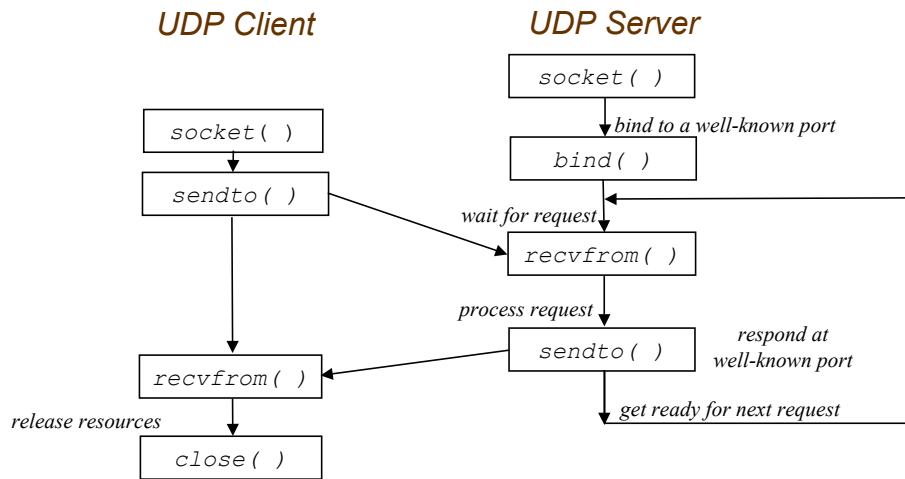 UDP Client
UDP Server
socket( )
bind to a well-known port
socket( )
bind( )
sendto( )
wait for request
recvfrom( )
process request
respond at
well-known port
sendto( )
recvfrom( )
get ready for next request
release resources
close( )